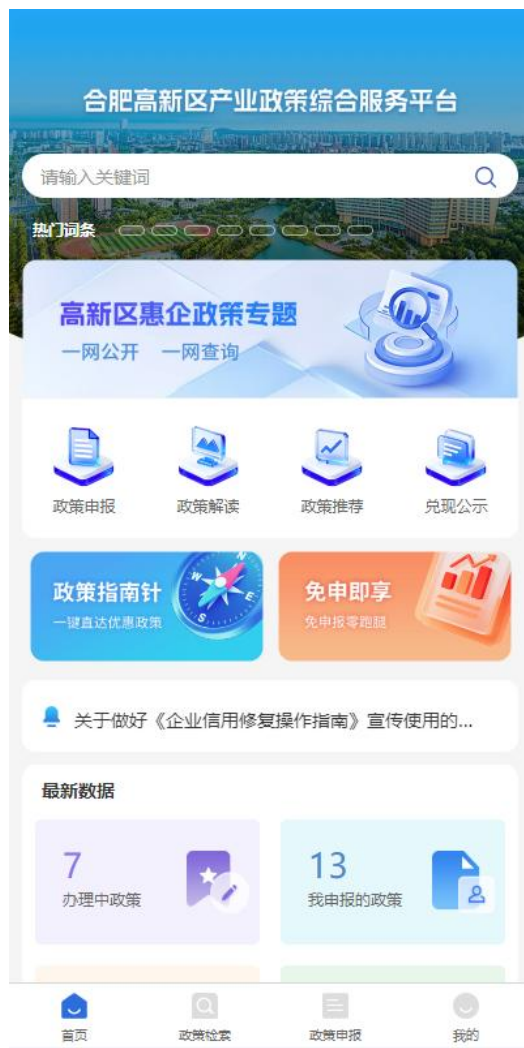 合肥高新区产业政策综合服务平台
请输入关键词
热门词条
高新区惠企政策专题
一网公开 一网查询
政策申报 政策解读 政策推荐 兑现公示
政策指南针
一键直达优惠政策
N
W
E
S
免申即享
免申报零跑腿
关于做好《企业信用修复操作指南》宣传使用的...
最新数据
7
办理中政策
13
我申报的政策
首页 政策检索 政策申报 我的